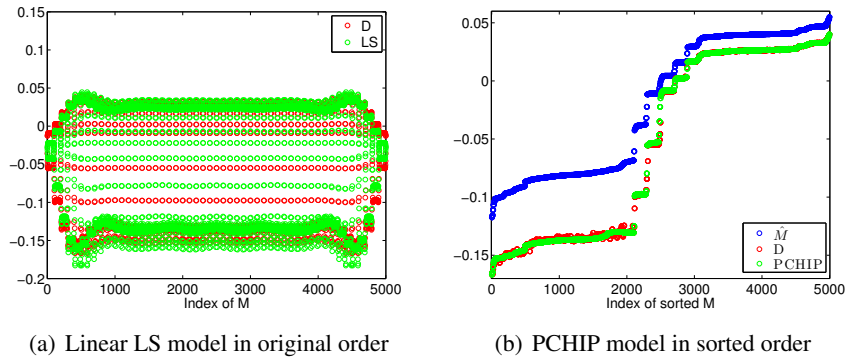 0.15
0.1
0.05
0
−0.05
−0.1
−0.15
−0.2
0 1000 2000 3000 4000 5000
Index of M
D
LS
(a) Linear LS model in original order
0.05
0
−0.05
−0.1
−0.15
0 1000 2000 3000 4000 5000
Index of sorted M
M̂
D
PCHIP
(b) PCHIP model in sorted order